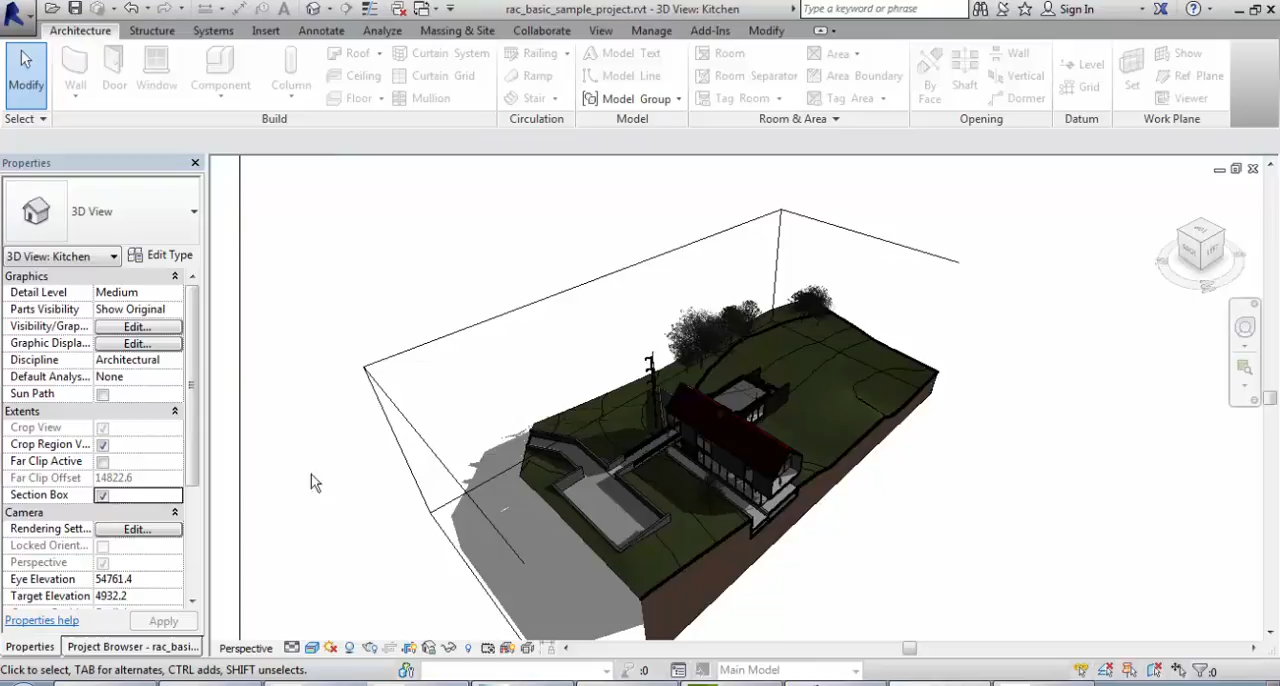 rac_basic_sample_project.rvt - 3D View: Kitchen
Type a keyword or phrase
Sign In
Architecture Structure Systems Insert Annotate Analyze Massing & Site Collaborate View Manage Add-Ins Modify
Modify Wall Door Window Component Column
Roof Curtain System Railing Model Text Room Area Wall Show
Ceiling Curtain Grid Ramp Model Line Room Separator Area Boundary Vertical Level Ref Plane
Floor Mullion Stair Model Group Tag Room Tag Area Dormer Grid Viewer
By Face Shaft Set
Select Build Circulation Model Room & Area Opening Datum Work Plane
Properties
3D View
3D View: Kitchen Edit Type
Graphics
Detail Level Medium
Parts Visibility Show Original
Visibility/Grap... Edit...
Graphic Displa... Edit...
Discipline Architectural
Default Analys... None
Sun Path
Extents
Crop View
Crop Region V...
Far Clip Active
Far Clip Offset 14822.6
Section Box
Camera
Rendering Sett... Edit...
Locked Orient...
Perspective
Eye Elevation 54761.4
Target Elevation 4932.2
Properties help Apply
Properties Project Browser - rac_basi... Perspective
Click to select, TAB for alternates, CTRL adds, SHIFT unselects. :0 Main Model :0